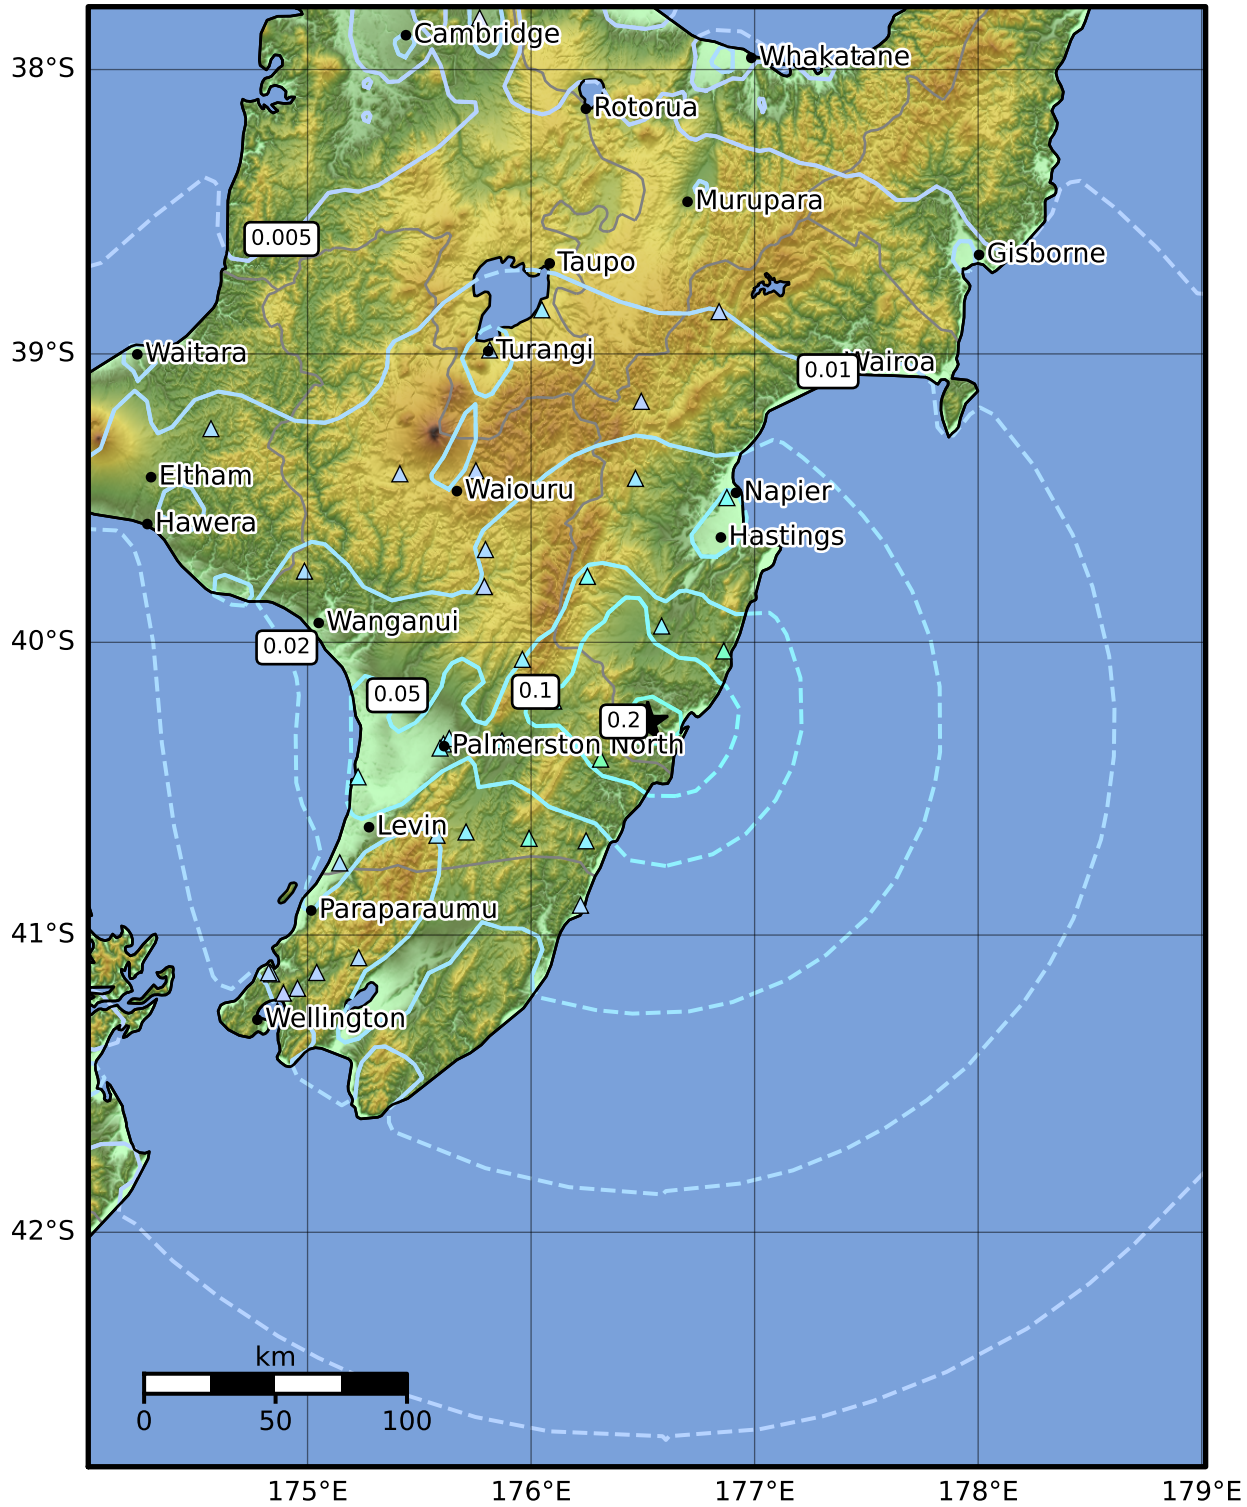 Cambridge
Whakatane
38°S
Rotorua
Murupara
0.005
Gisborne
Taupo
Waitara
39°S
Turangi
Wairoa
0.01
Eltham
Waiouru
Napier
Hawera
Hastings
Wanganui
40°S
0.02
0.05
0.1
0.2
Palmerston North
Levin
Paraparaumu
41°S
Wellington
42°S
km
0 50 100
175°E 176°E 177°E 178°E 179°E